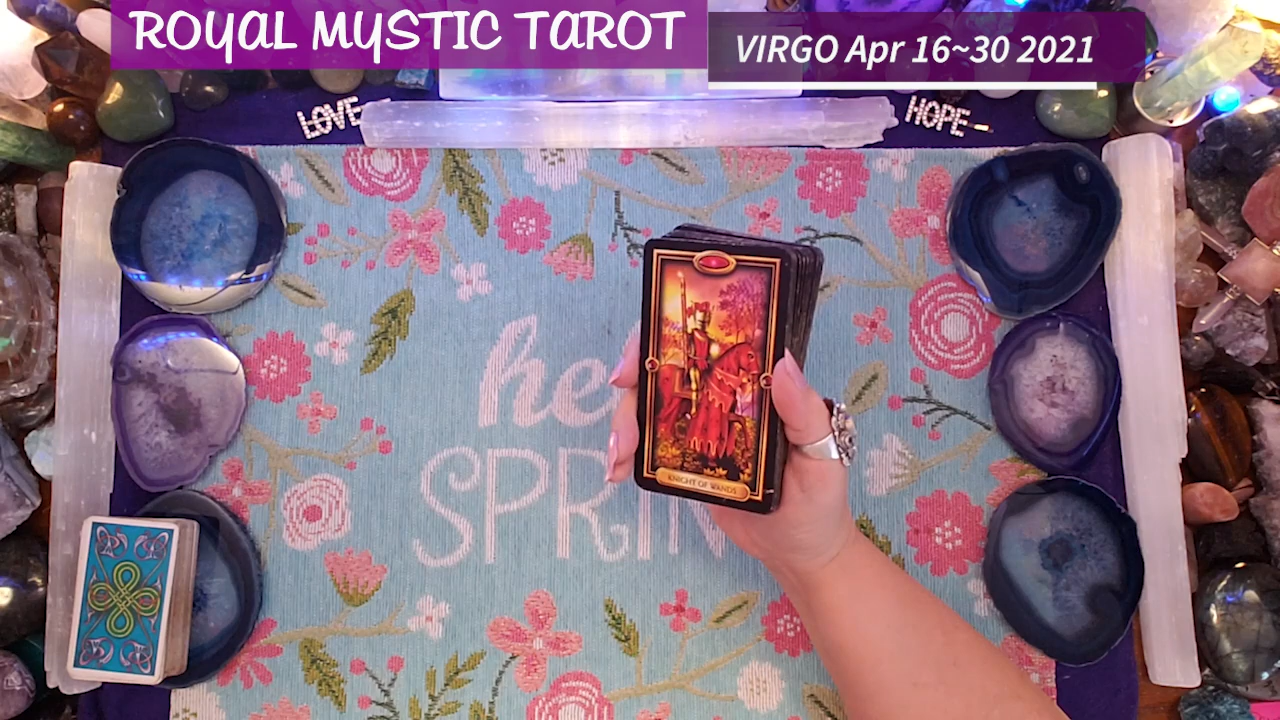 ROYAL MYSTIC TAROT
VIRGO Apr 16~30 2021
LOVE
HOPE
he
SPRIN
KNIGHT OF WANDS